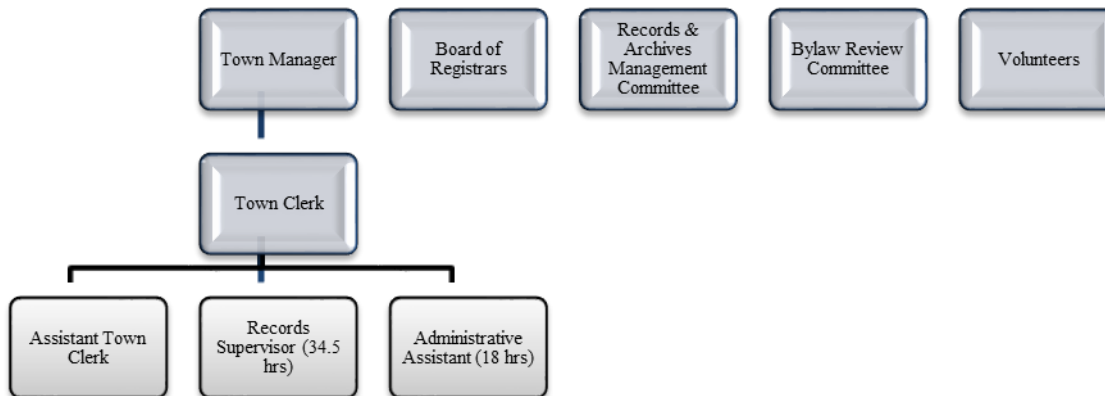 Town Manager
Board of
Registrars
Records &
Archives
Management
Committee
Bylaw Review
Committee
Volunteers
Town Clerk
Assistant Town
Clerk
Records
Supervisor (34.5
hrs)
Administrative
Assistant (18 hrs)